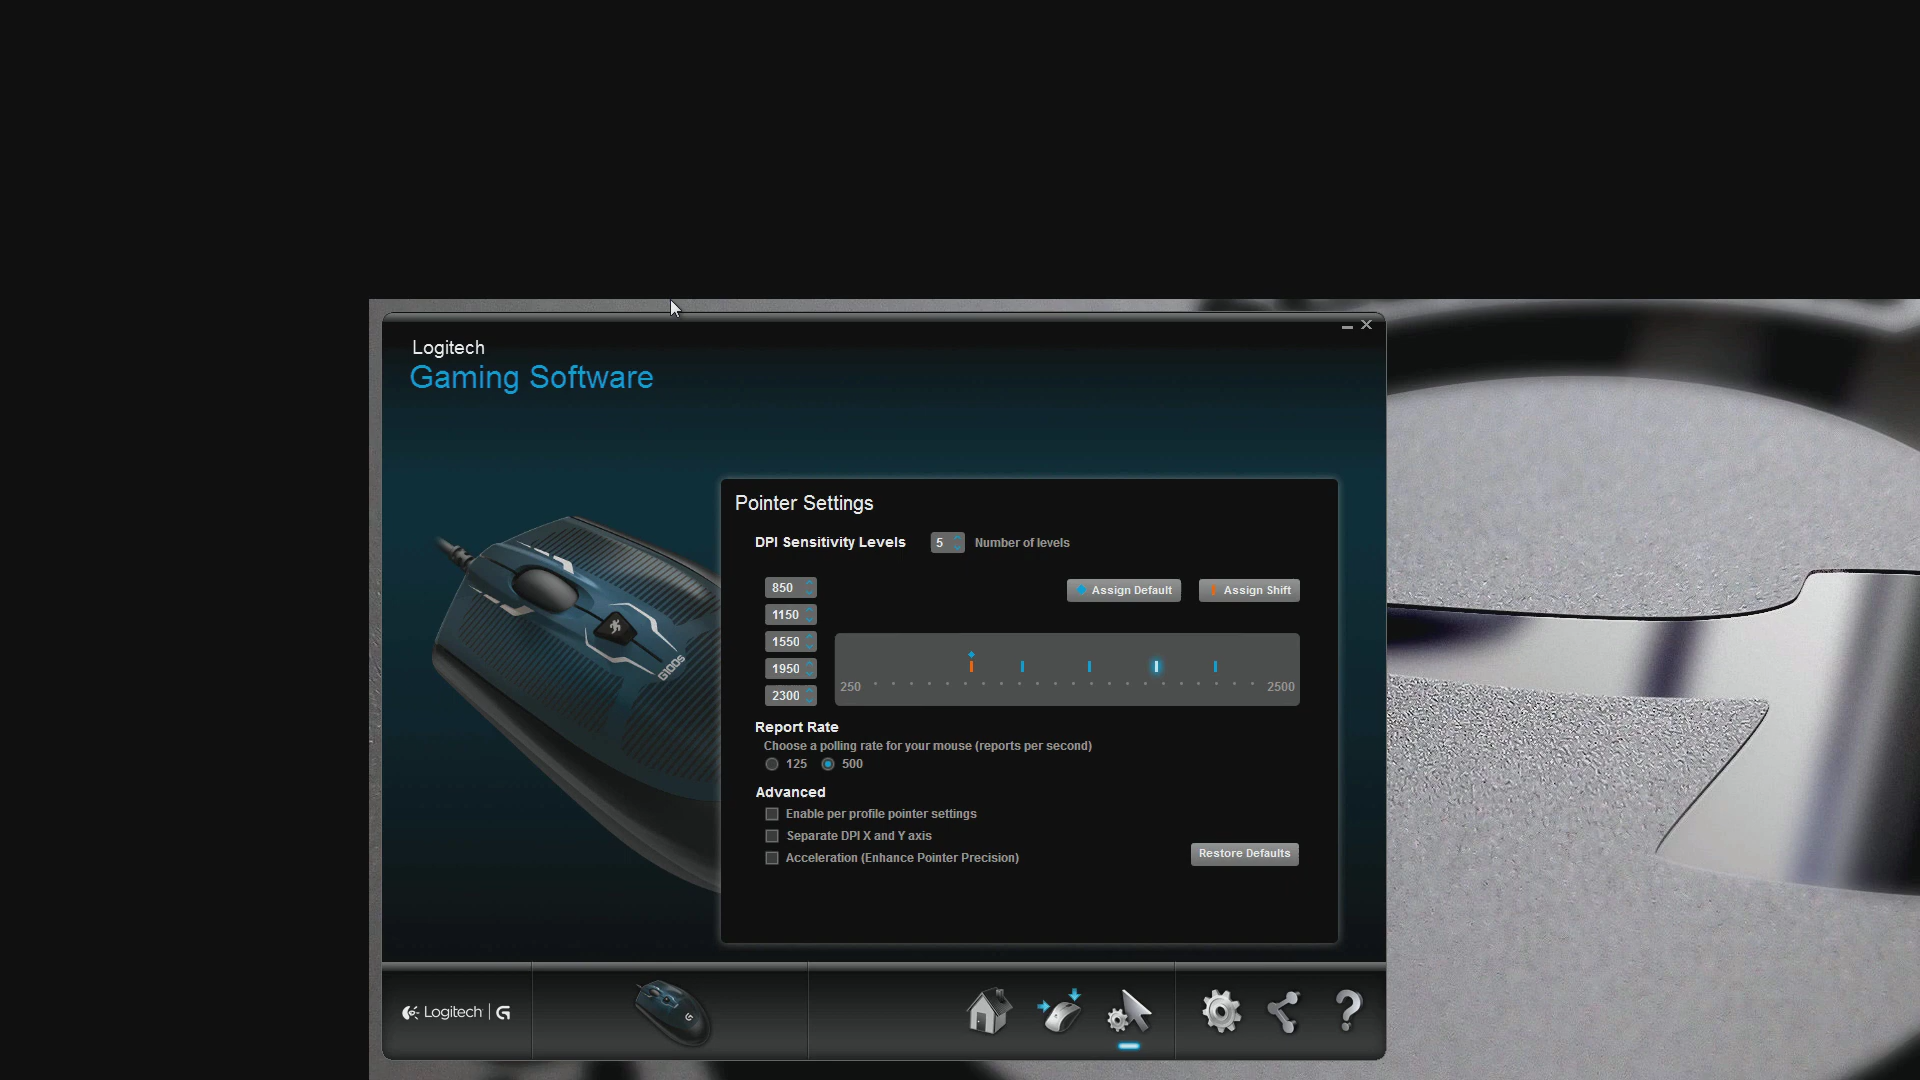 Logitech
Gaming Software
Pointer Settings
DPI Sensitivity Levels 5 Number of levels
850 Assign Default Assign Shift
1150
1550
1950
2300
250 2500
Report Rate
Choose a polling rate for your mouse (reports per second)
125 500
Advanced
Enable per profile pointer settings
Separate DPI X and Y axis
Acceleration (Enhance Pointer Precision)
Restore Defaults
G100s
Logitech G